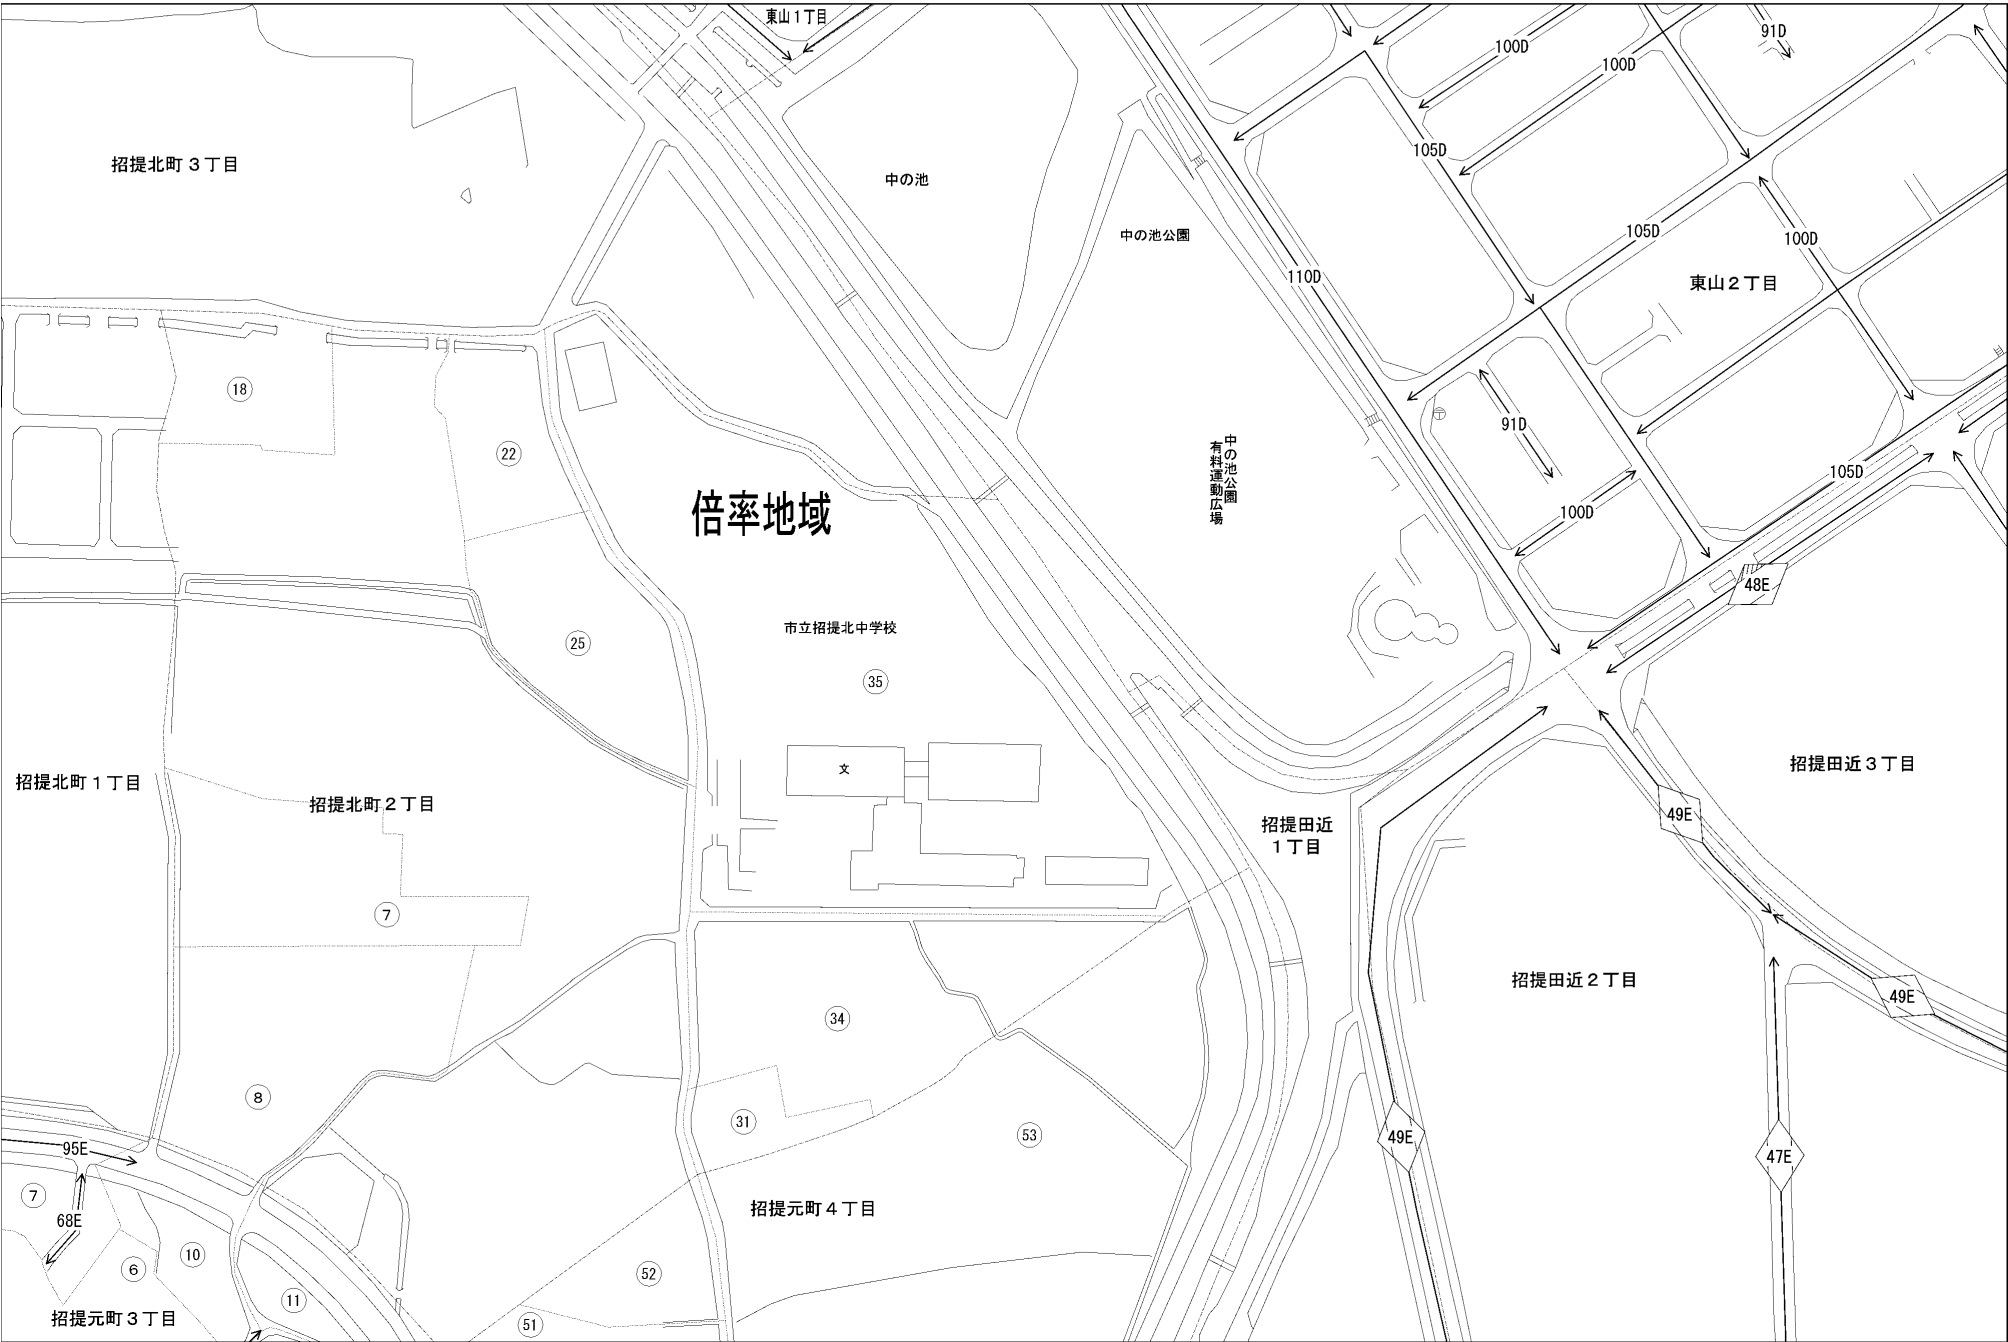 東山１丁目
91D
100D
100D
105D
招提北町３丁目
中の池
中の池公園
105D
100D
110D
東山２丁目
18
22
91D
中の池公園
有料運動広場
105D
100D
倍率地域
48E
市立招提北中学校
25
35
招提田近３丁目
文
招提北町１丁目
招提北町２丁目
49E
招提田近
１丁目
7
招提田近２丁目
49E
34
8
31
53
49E
95E
47E
7
68E
招提元町４丁目
10
6
52
11
招提元町３丁目
51